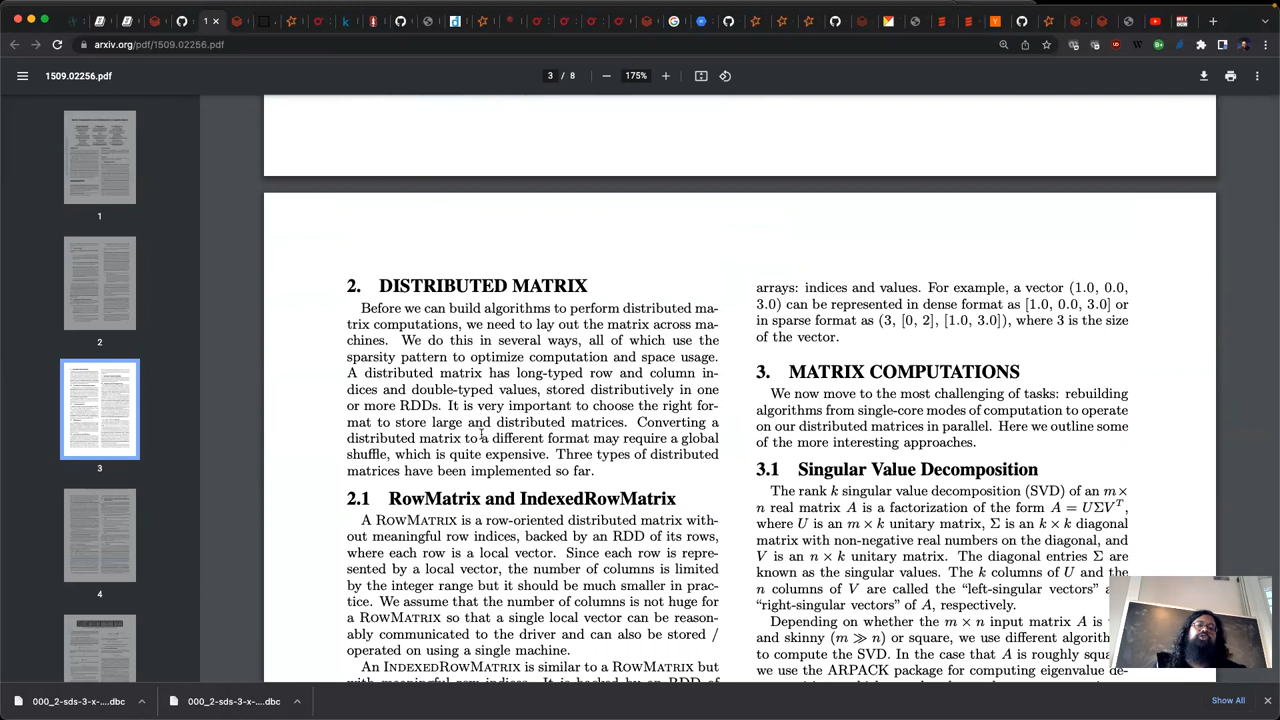 arxiv.org/pdf/1509.02256.pdf
1509.02256.pdf
3 / 8
175%
1
2
3
4
2. DISTRIBUTED MATRIX
Before we can build algorithms to perform distributed ma-
trix computations, we need to lay out the matrix across ma-
chines. We do this in several ways, all of which use the
sparsity pattern to optimize computation and space usage.
A distributed matrix has long-typed row and column in-
dices and double-typed values, stored distributively in one
or more RDDs. It is very important to choose the right for-
mat to store large and distributed matrices. Converting a
distributed matrix to a different format may require a global
shuffle, which is quite expensive. Three types of distributed
matrices have been implemented so far.
2.1 RowMatrix and IndexedRowMatrix
A RowMatrix is a row-oriented distributed matrix with-
out meaningful row indices, backed by an RDD of its rows,
where each row is a local vector. Since each row is repre-
sented by a local vector, the number of columns is limited
by the integer range but it should be much smaller in prac-
tice. We assume that the number of columns is not huge for
a RowMatrix so that a single local vector can be reason-
ably communicated to the driver and can also be stored /
operated on using a single machine.
An IndexedRowMatrix is similar to a RowMatrix but
arrays: indices and values. For example, a vector (1.0, 0.0,
3.0) can be represented in dense format as [1.0, 0.0, 3.0] or
in sparse format as (3, [0, 2], [1.0, 3.0]), where 3 is the size
of the vector.
3. MATRIX COMPUTATIONS
We now move to the most challenging of tasks: rebuilding
algorithms from single-core modes of computation to operate
on our distributed matrices in parallel. Here we outline some
of the more interesting approaches.
3.1 Singular Value Decomposition
The rank k singular value decomposition (SVD) of an m×
n real matrix A is a factorization of the form A = UΣV^T,
where U is an m × k unitary matrix, Σ is an k × k diagonal
matrix with non-negative real numbers on the diagonal, and
V is an n × k unitary matrix. The diagonal entries Σ are
known as the singular values. The k columns of U and the
n columns of V are called the “left-singular vectors”
“right-singular vectors” of A, respectively.
Depending on whether the m × n input matrix A is
and skinny (m ≫ n) or square, we use different algorith
to compute the SVD. In the case that A is roughly squa
we use the ARPACK package for computing eigenvalue de-
000_2-sds-3-x-....dbc
000_2-sds-3-x-....dbc
Show All